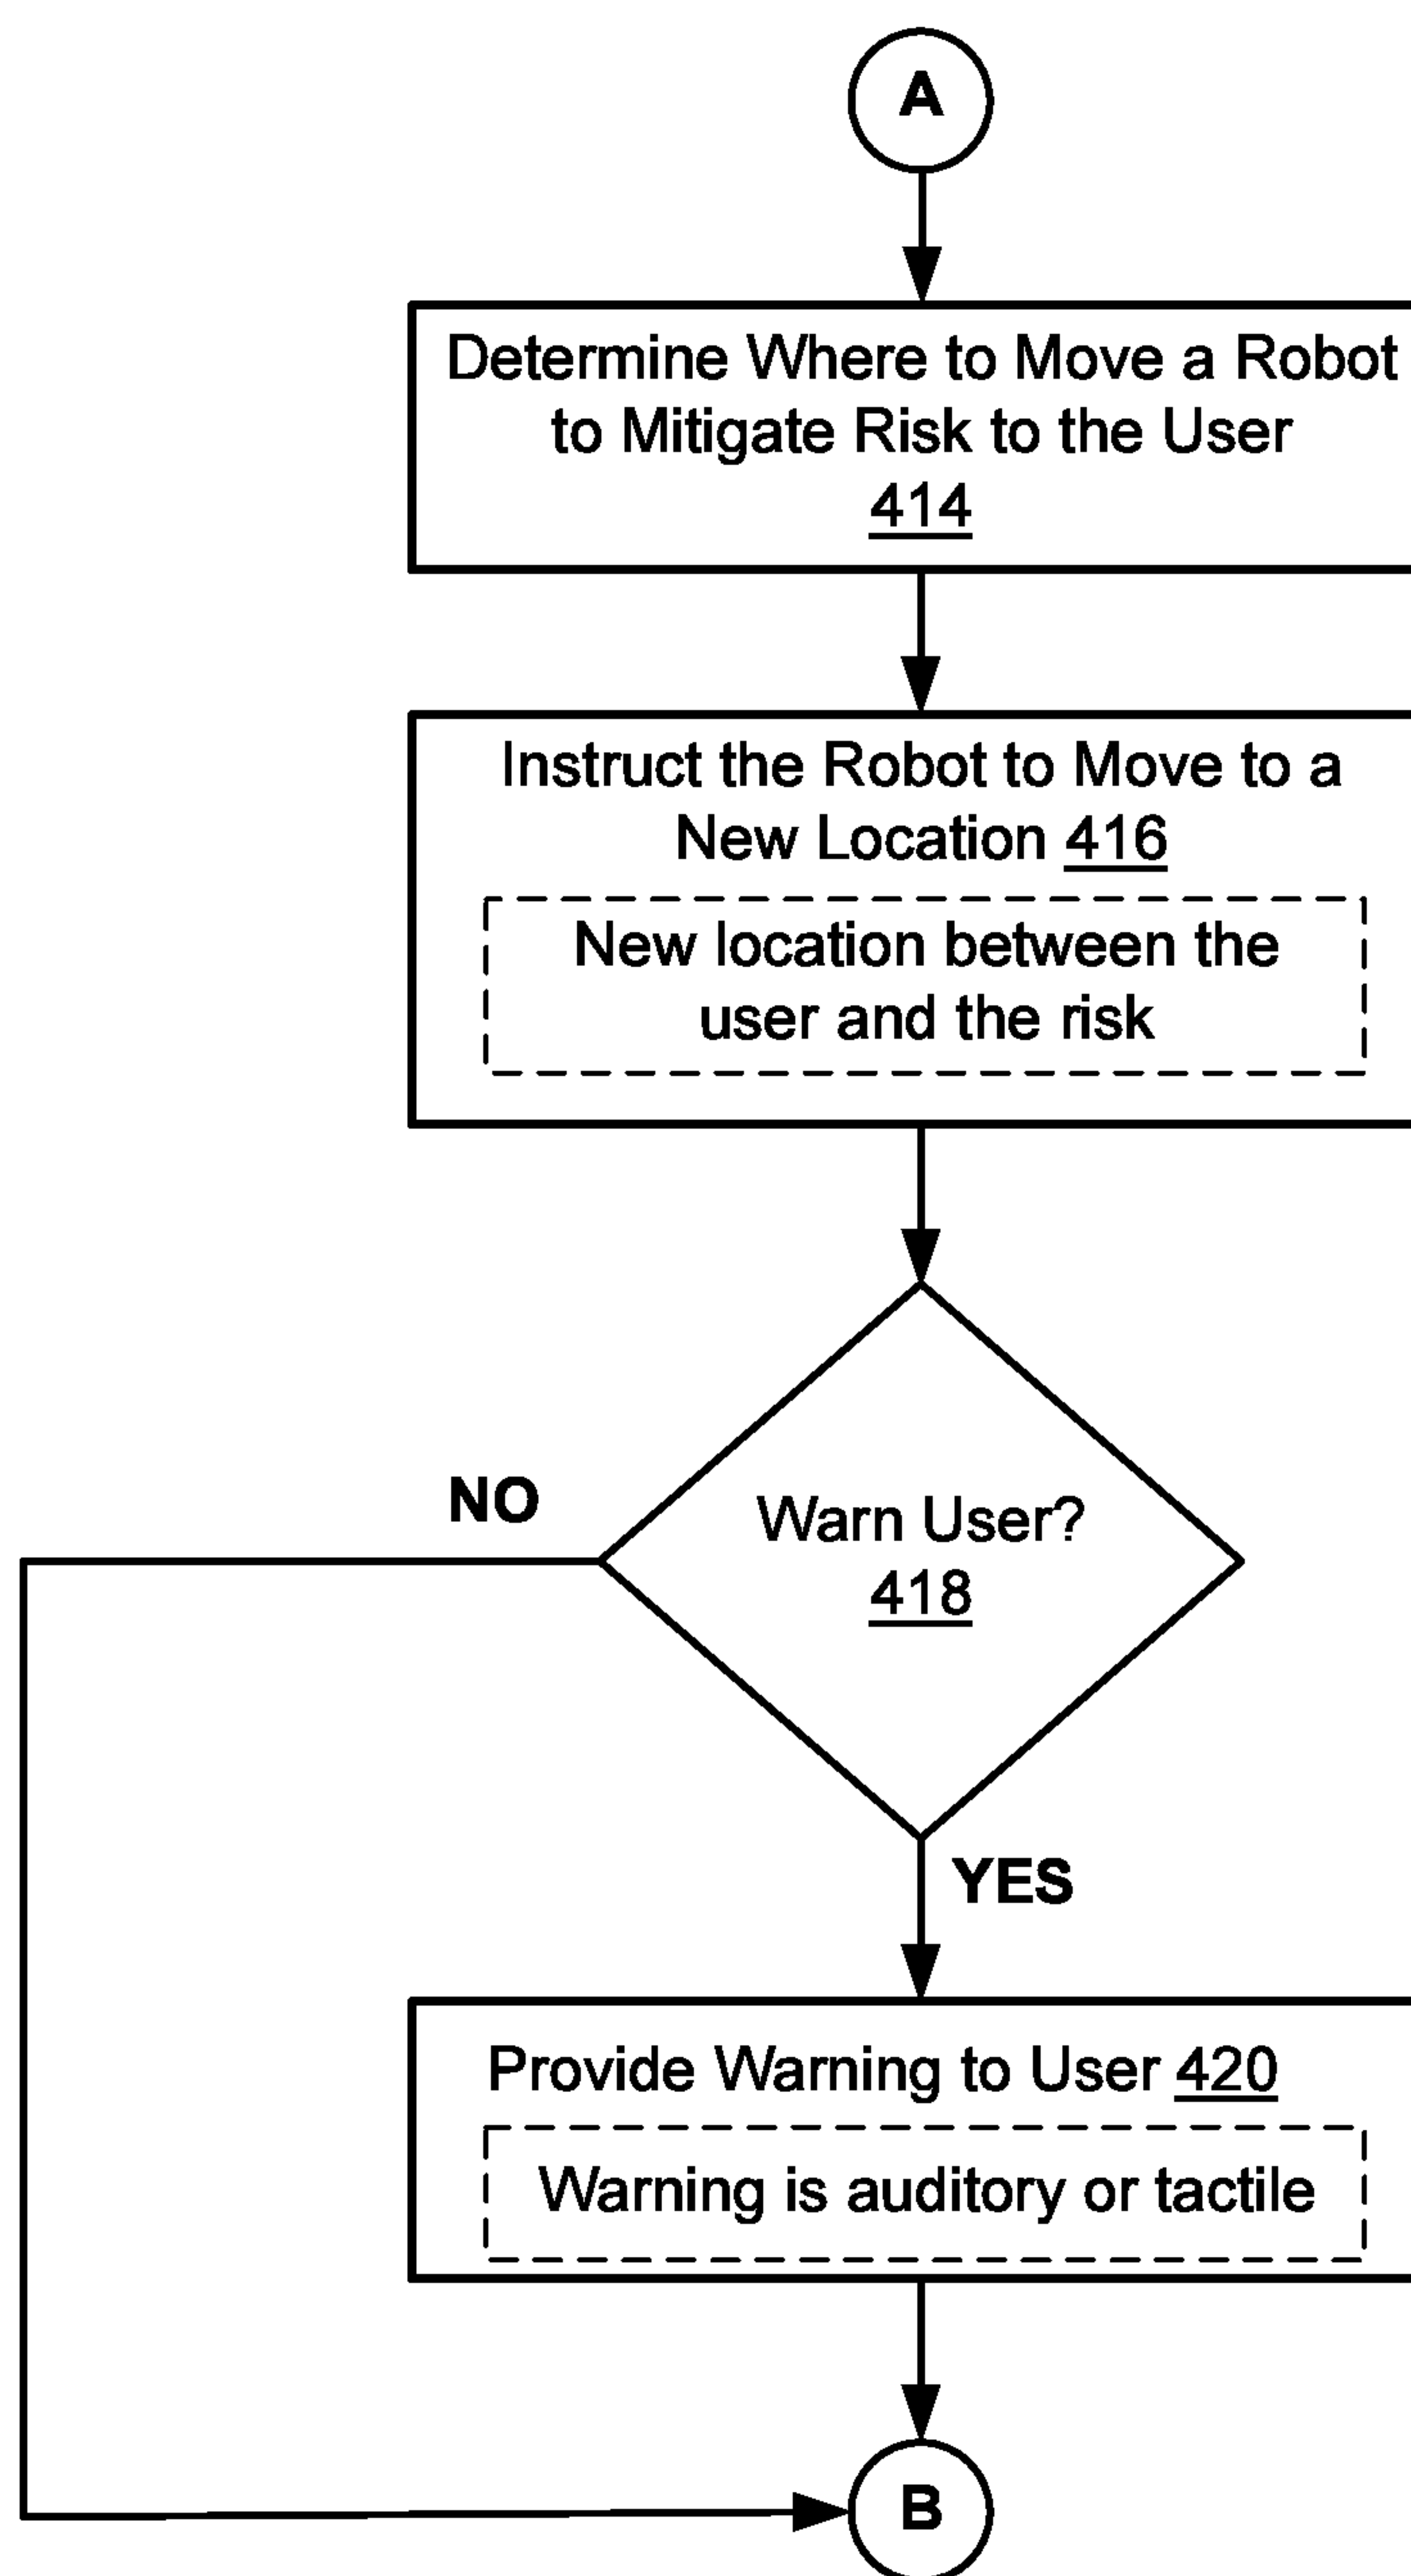 A
Determine Where to Move a Robot
to Mitigate Risk to the User
414
Instruct the Robot to Move to a
New Location 416
New location between the
user and the risk
NO
Warn User?
418
YES
Provide Warning to User 420
Warning is auditory or tactile
B